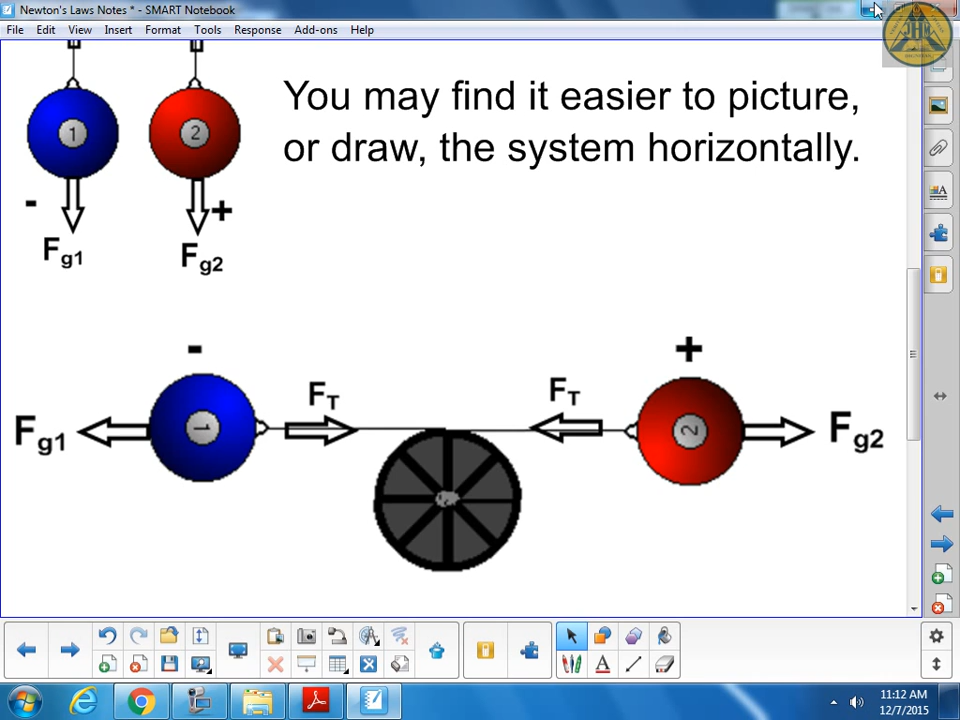 Newton's Laws Notes * - SMART Notebook
File Edit View Insert Format Tools Response Add-ons Help
You may find it easier to picture,
or draw, the system horizontally.
1 2
- +
Fg1 Fg2
- +
FT FT
Fg1 1 2 Fg2
JHM
11:12 AM
12/7/2015